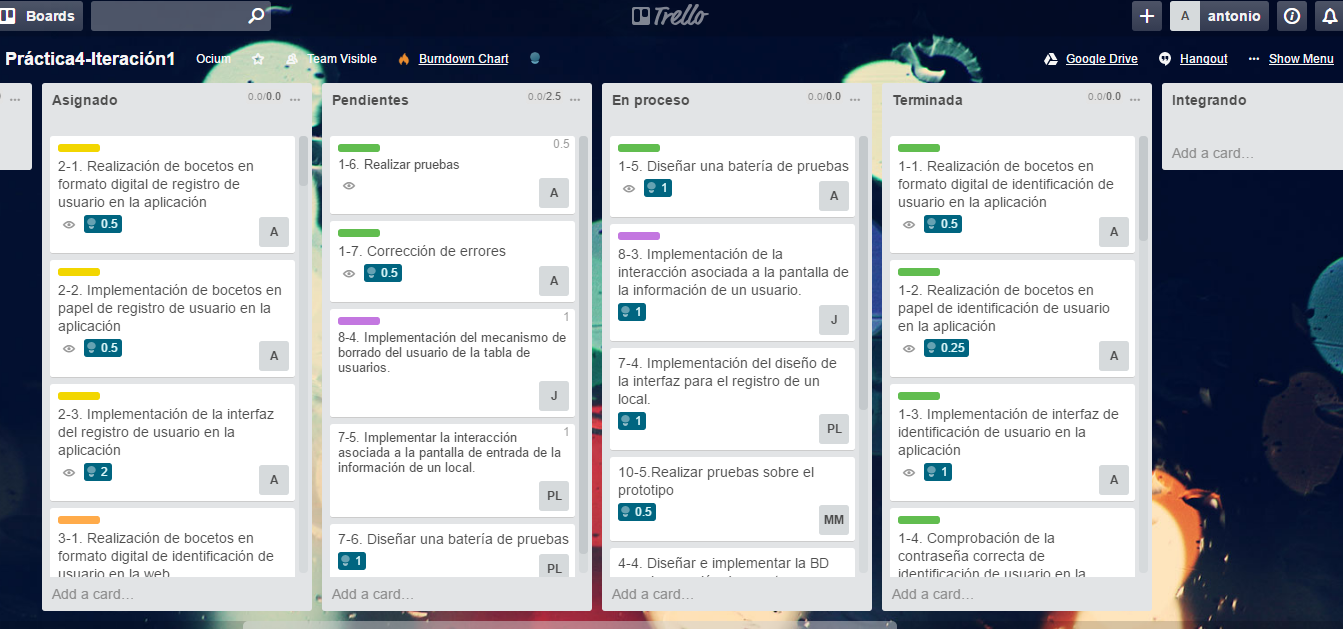 Boards
Trello
A antonio
Práctica4-Iteración1
Ocium
Team Visible
Burndown Chart
Google Drive
Hangout
... Show Menu
...
Asignado
0.0/0.0 ...
2-1. Realización de bocetos en
formato digital de registro de
usuario en la aplicación
0.5
A
2-2. Implementación de bocetos en
papel de registro de usuario en la
aplicación
0.5
A
2-3. Implementación de la interfaz
del registro de usuario en la
aplicación
2
A
3-1. Realización de bocetos en
formato digital de identificación de
usuario en la web
Add a card...
Pendientes
0.0/2.5 ...
0.5
1-6. Realizar pruebas
A
1-7. Corrección de errores
0.5
A
1
8-4. Implementación del mecanismo de
borrado del usuario de la tabla de
usuarios.
J
1
7-5. Implementar la interacción
asociada a la pantalla de entrada de la
información de un local.
PL
7-6. Diseñar una batería de pruebas
1
PL
Add a card...
En proceso
0.0/0.0 ...
1-5. Diseñar una batería de pruebas
1
A
8-3. Implementación de la
interacción asociada a la pantalla de
la información de un usuario.
1
J
7-4. Implementación del diseño de
la interfaz para el registro de un
local.
1
PL
10-5.Realizar pruebas sobre el
prototipo
0.5
MM
4-4. Diseñar e implementar la BD
Add a card...
Terminada
0.0/0.0 ...
1-1. Realización de bocetos en
formato digital de identificación de
usuario en la aplicación
0.5
A
1-2. Realización de bocetos en
papel de identificación de usuario
en la aplicación
0.25
A
1-3. Implementación de interfaz de
identificación de usuario en la
aplicación
1
A
1-4. Comprobación de la
contraseña correcta de
identificación de usuario en la
Add a card...
Integrando
Add a card...